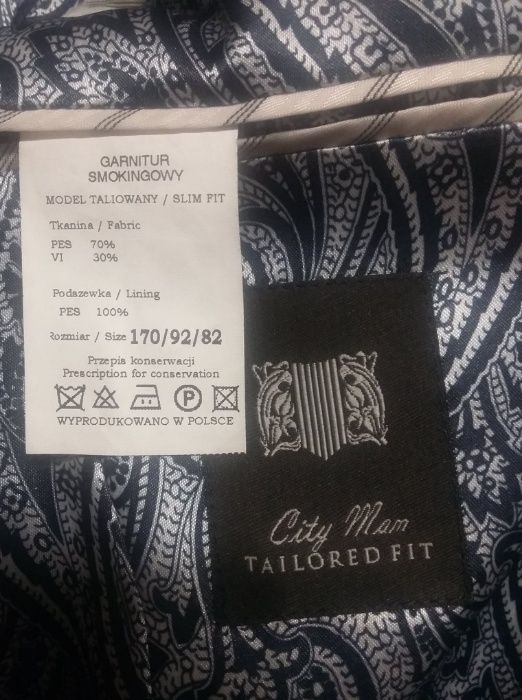 GARNITUR
SMOKINGOWY
MODEL TALIOWANY / SLIM FIT
Tkanina / Fabric
PES 70%
VI 30%
Podszewka / Lining
PES 100%
Rozmiar / Size 170/92/82
Przepis konserwacji
Prescription for conservation
P
WYPRODUKOWANO W POLSCE
City Man
TAILORED FIT